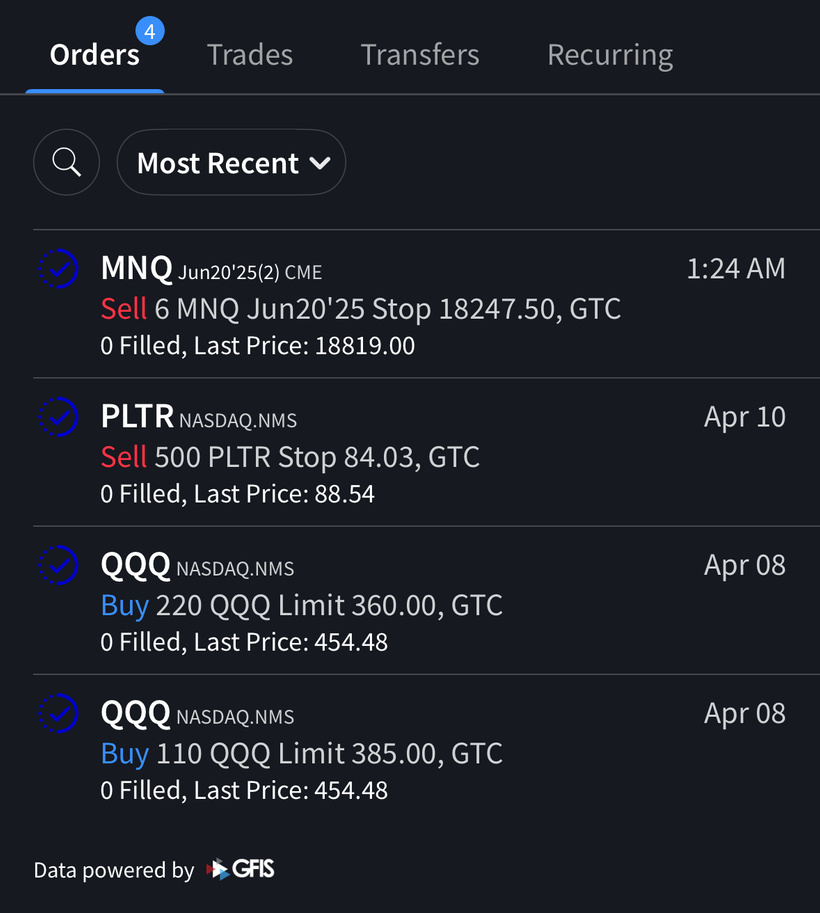 4
Orders Trades Transfers Recurring
Most Recent
MNQ Jun20'25(2) CME 1:24 AM
Sell 6 MNQ Jun20'25 Stop 18247.50, GTC
0 Filled, Last Price: 18819.00
PLTR NASDAQ.NMS Apr 10
Sell 500 PLTR Stop 84.03, GTC
0 Filled, Last Price: 88.54
QQQ NASDAQ.NMS Apr 08
Buy 220 QQQ Limit 360.00, GTC
0 Filled, Last Price: 454.48
QQQ NASDAQ.NMS Apr 08
Buy 110 QQQ Limit 385.00, GTC
0 Filled, Last Price: 454.48
Data powered by GFIS